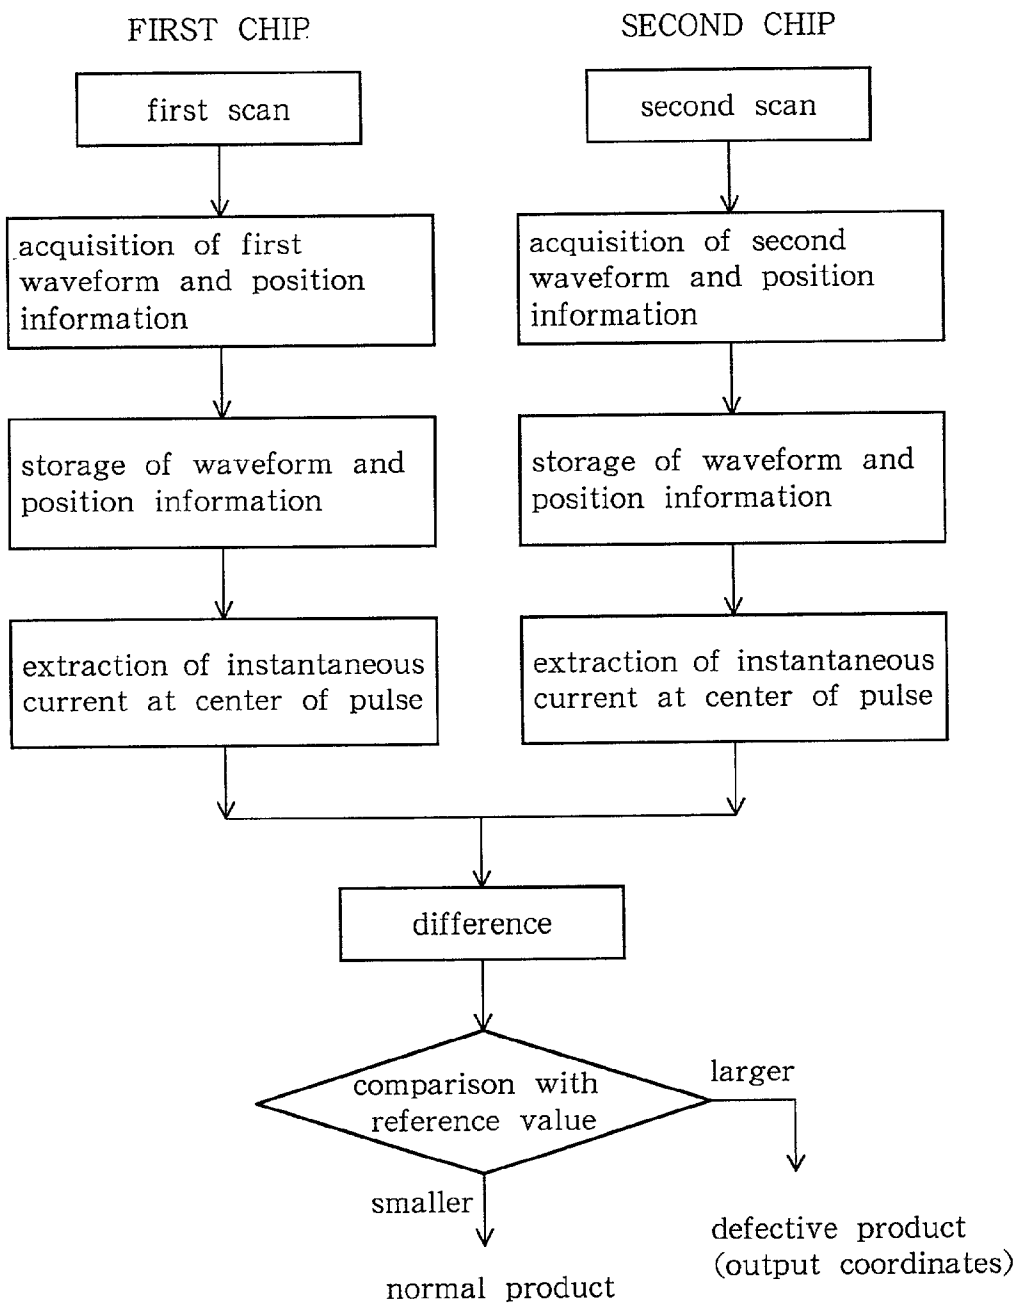 FIRST CHIP
first scan
acquisition of first
waveform and position
information
storage of waveform and
position information
extraction of instantaneous
current at center of pulse
SECOND CHIP
second scan
acquisition of second
waveform and position
information
storage of waveform and
position information
extraction of instantaneous
current at center of pulse
difference
comparison with
reference value
larger
smaller
defective product
(output coordinates)
normal product